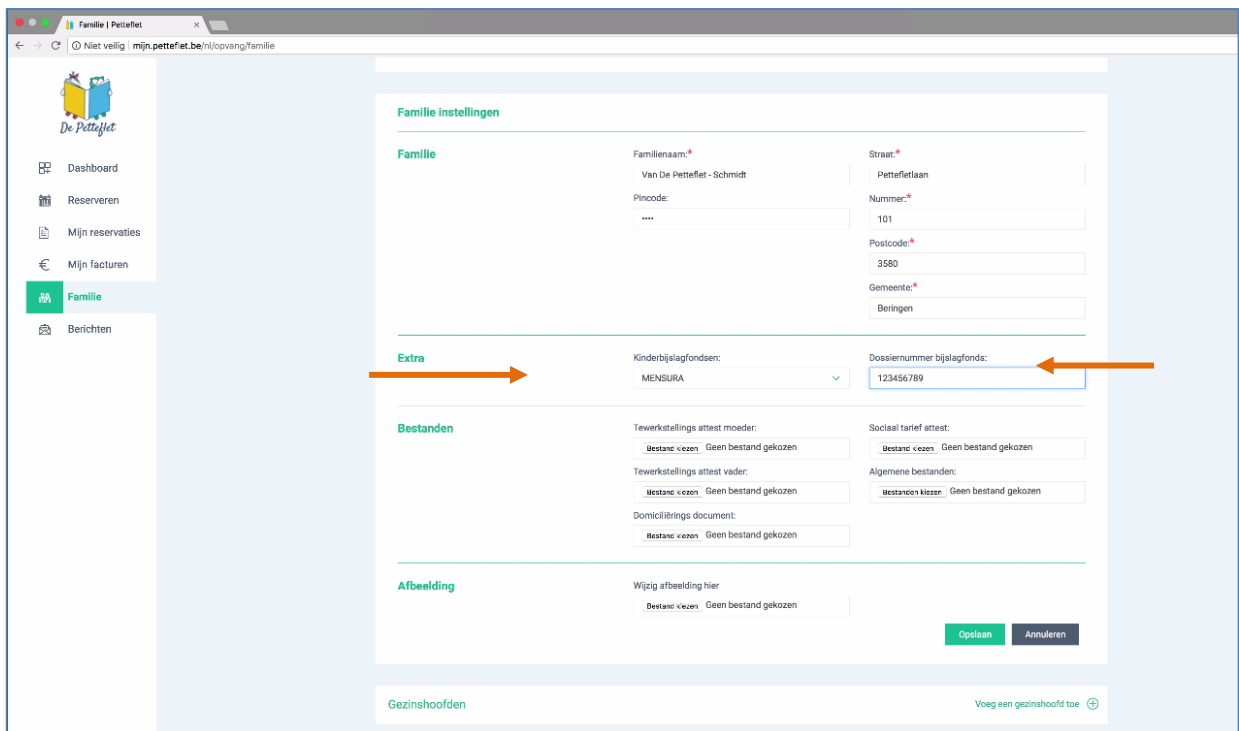 Familie | Petteflet
Niet veilig | mijn.petteflet.be/nl/opvang/familie
De Petteflet
Dashboard
Reserveren
Mijn reservaties
Mijn facturen
Familie
Berichten
Familie instellingen
Familie
Familienaam:*
Van De Petteflet - Schmidt
Pincode:
••••
Straat:*
Pettefletlaan
Nummer:*
101
Postcode:*
3580
Gemeente:*
Beringen
Extra
Kinderbijslagfondsen:
MENSURA
Dossiernummer bijslagfonds:
123456789
Bestanden
Tewerkstellings attest moeder:
Bestand kiezen Geen bestand gekozen
Tewerkstellings attest vader:
Bestand kiezen Geen bestand gekozen
Domiciliërings document:
Bestand kiezen Geen bestand gekozen
Sociaal tarief attest:
Bestand kiezen Geen bestand gekozen
Algemene bestanden:
Bestanden kiezen Geen bestand gekozen
Afbeelding
Wijzig afbeelding hier
Bestand kiezen Geen bestand gekozen
Opslaan
Annuleren
Gezinshoofden
Voeg een gezinshoofd toe